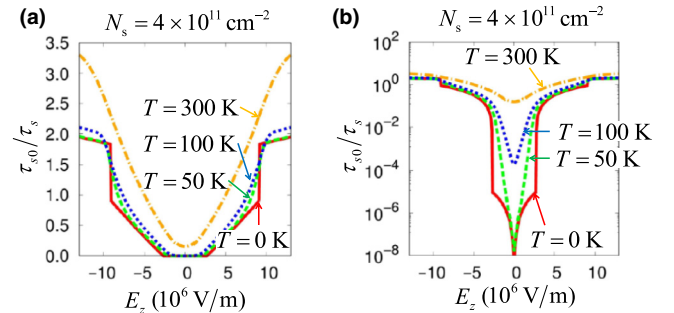 (a)
N_s = 4 × 10^11 cm^−2
τ_s0/τ_s
3.5
3.0
2.5
2.0
1.5
1.0
0.5
0.0
T = 300 K
T = 100 K
T = 50 K
T = 0 K
−10 −5 0 5 10
E_z (10^6 V/m)
(b)
N_s = 4 × 10^11 cm^−2
τ_s0/τ_s
10^2
10^0
10^−2
10^−4
10^−6
10^−8
T = 300 K
T = 100 K
T = 50 K
T = 0 K
−10 −5 0 5 10
E_z (10^6 V/m)